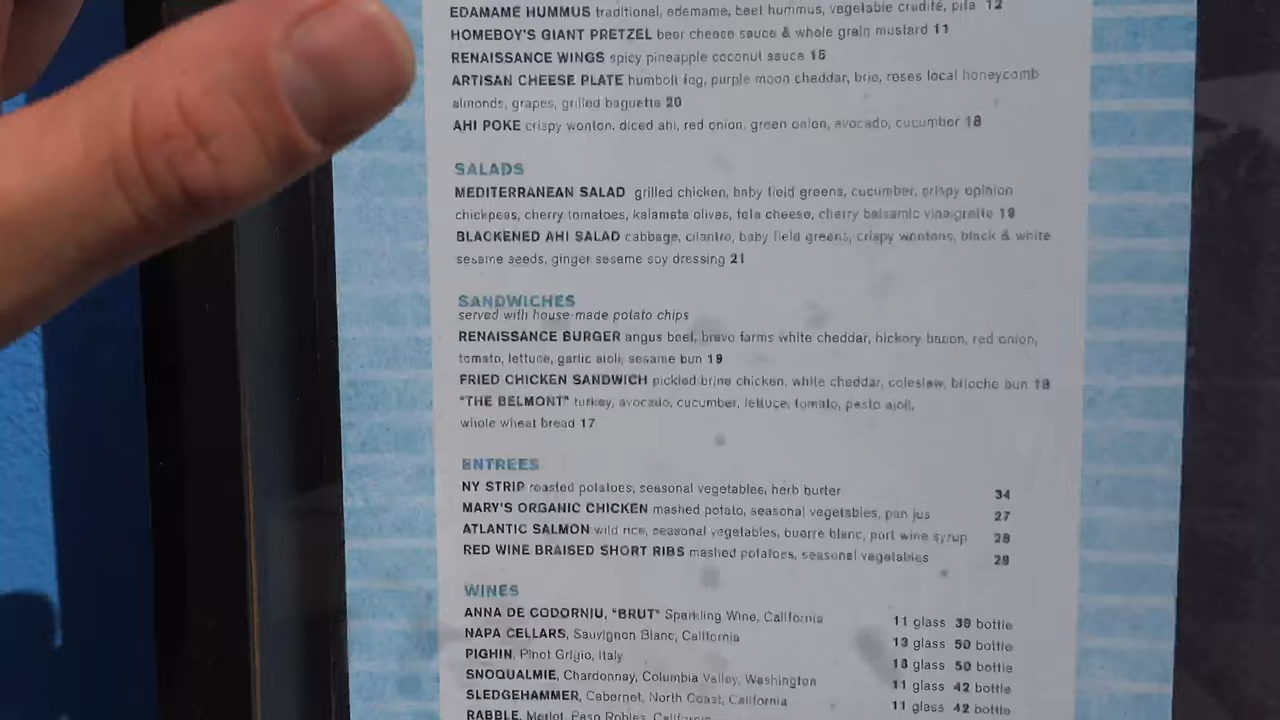 EDAMAME HUMMUS traditional, edamame, beet hummus, vegetable crudité, pita 12
HOMEBOY'S GIANT PRETZEL beer cheese sauce & whole grain mustard 11
RENAISSANCE WINGS spicy pineapple coconut sauce 15
ARTISAN CHEESE PLATE humbolt fog, purple moon cheddar, brie, roses local honeycomb
almonds, grapes, grilled baguette 20
AHI POKE crispy wonton, diced ahi, red onion, green onion, avocado, cucumber 18
SALADS
MEDITERRANEAN SALAD grilled chicken, baby field greens, cucumber, crispy opinion
chickpeas, cherry tomatoes, kalamata olives, feta cheese, cherry balsamic vinaigrette
BLACKENED AHI SALAD cabbage, cilantro, baby field greens, crispy wontons, black & white
sesame seeds, ginger sesame soy dressing 21
SANDWICHES
served with house made potato chips
RENAISSANCE BURGER angus beef, bravo farms white cheddar, hickory bacon, red onion,
tomato, lettuce, garlic aioli, sesame bun 19
FRIED CHICKEN SANDWICH pickled brine chicken, white cheddar, coleslaw, brioche bun
"THE BELMONT" turkey, avocado, cucumber, lettuce, tomato, pesto aioli,
whole wheat bread 17
ENTREES
NY STRIP roasted potatoes, seasonal vegetables, herb burter 34
MARY'S ORGANIC CHICKEN mashed potato, seasonal vegetables, pan jus 27
ATLANTIC SALMON wild rice, seasonal vegetables, buerre blanc, port wine syrup 28
RED WINE BRAISED SHORT RIBS mashed potatoes, seasonal vegetables 29
WINES
ANNA DE CODORNIU, "BRUT" Sparkling Wine, California 11 glass bottle
NAPA CELLARS, Sauvignon Blanc, California 13 glass 50 bottle
PIGHIN, Pinot Grigio, Italy 13 glass 50 bottle
SNOQUALMIE, Chardonnay, Columbia Valley, Washington 11 glass 42 bottle
SLEDGEHAMMER, Cabernet, North Coast, California 11 glass 42 bottle
RABBLE, Merlot, Paso Robles, California